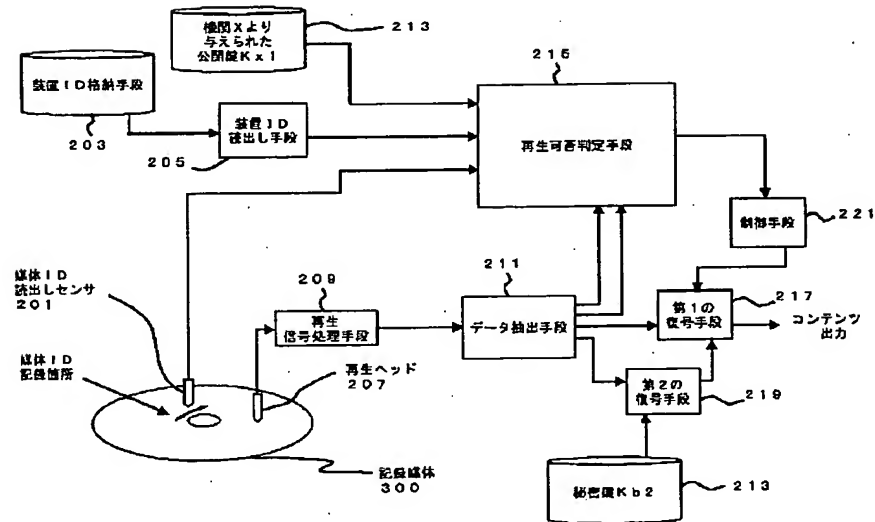 機関Xより
与えられた
公開鍵Kx1
213
装置ID格納手段
203
装置ID
読出し手段
205
215
再生可否判定手段
制御手段
221
媒体ID
読出しセンサ
201
209
再生
信号処理手段
211
データ抽出手段
第1の
復号手段
217
コンテンツ
出力
媒体ID
記録箇所
再生ヘッド
207
第2の
復号手段
219
記録媒体
300
秘密鍵Kb2
213